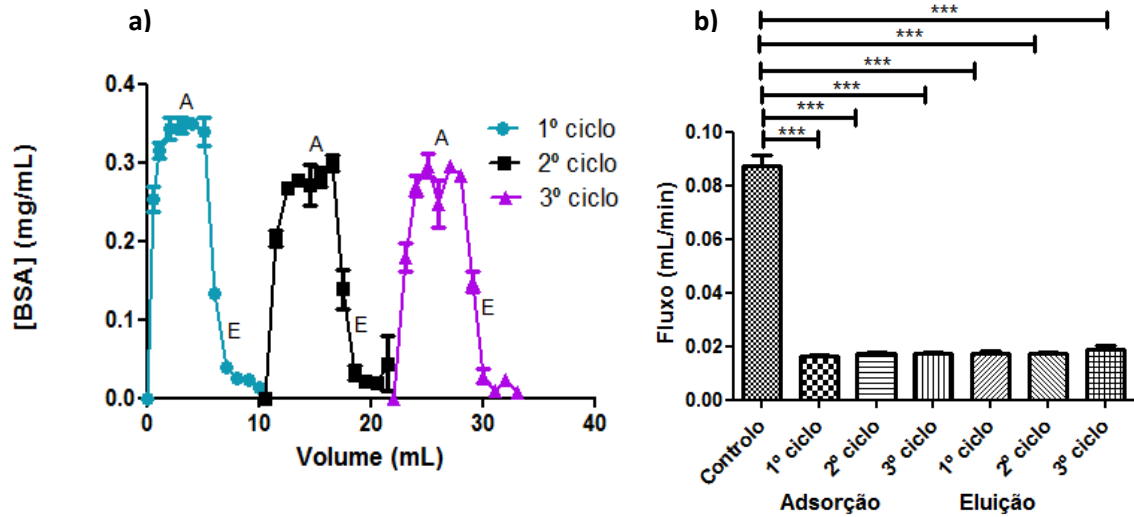 a)
[BSA] (mg/mL)
0.4
0.3
0.2
0.1
0.0
A
E
A
E
A
E
1º ciclo
2º ciclo
3º ciclo
0
10
20
30
40
Volume (mL)
b)
***
***
***
***
***
***
Fluxo (mL/min)
0.10
0.08
0.06
0.04
0.02
0.00
Controlo
1º ciclo
2º ciclo
3º ciclo
1º ciclo
2º ciclo
3º ciclo
Adsorção
Eluição